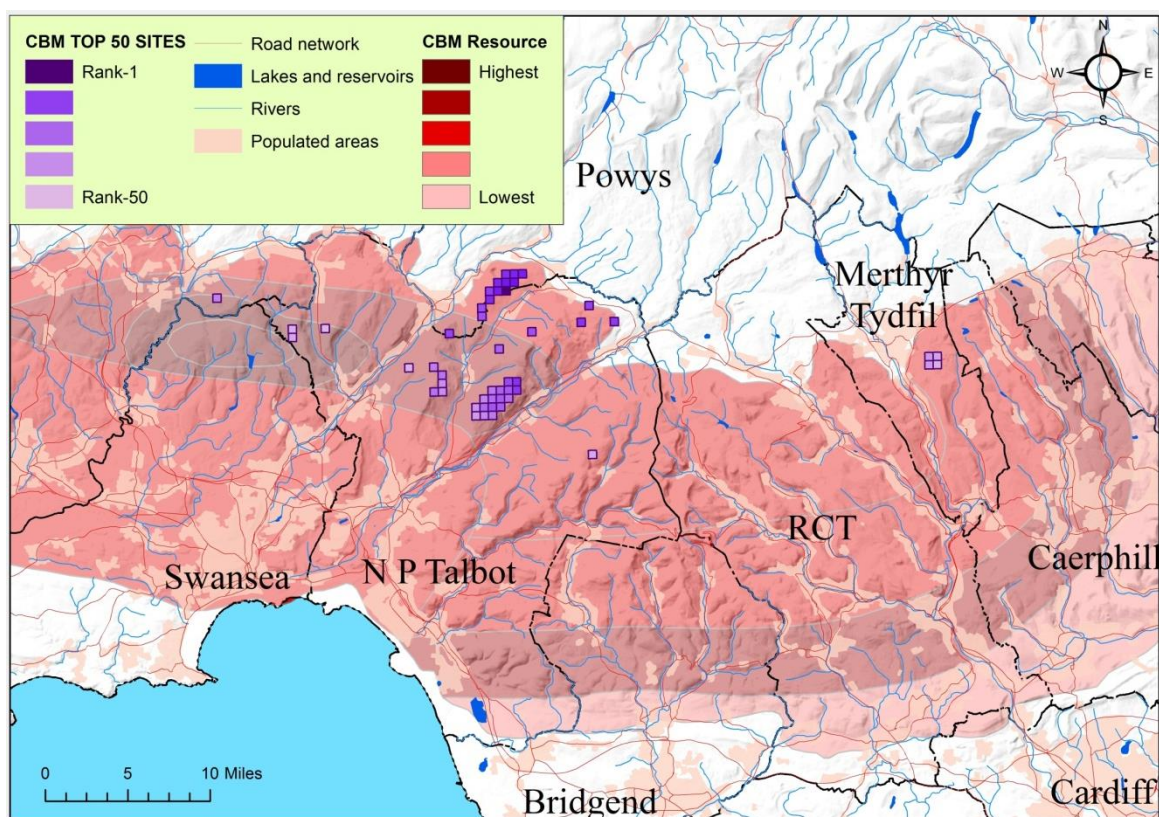 CBM TOP 50 SITES
Rank-1
Rank-50
Road network
Lakes and reservoirs
Rivers
Populated areas
CBM Resource
Highest
Lowest
N
W E
S
Powys
Merthyr
Tydfil
RCT
Caerphill
Swansea
N P Talbot
0 5 10 Miles
Bridgend
Cardiff